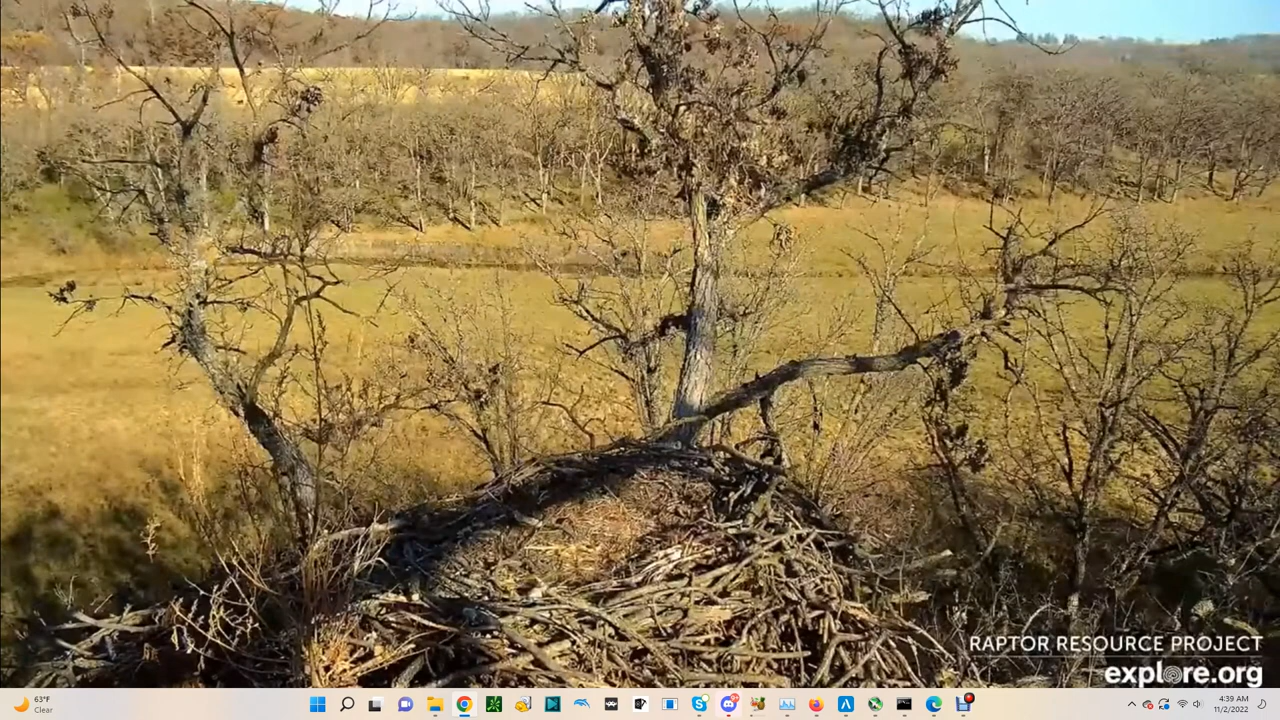 RAPTOR RESOURCE PROJECT
explore.org
63°F
Clear
4:39 AM
11/2/2022